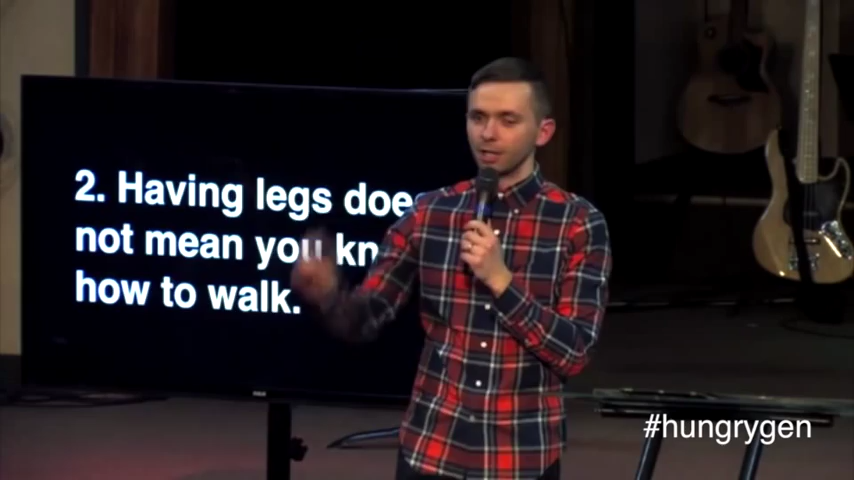 2. Having legs doe
not mean you kn
how to walk.
#hungrygen